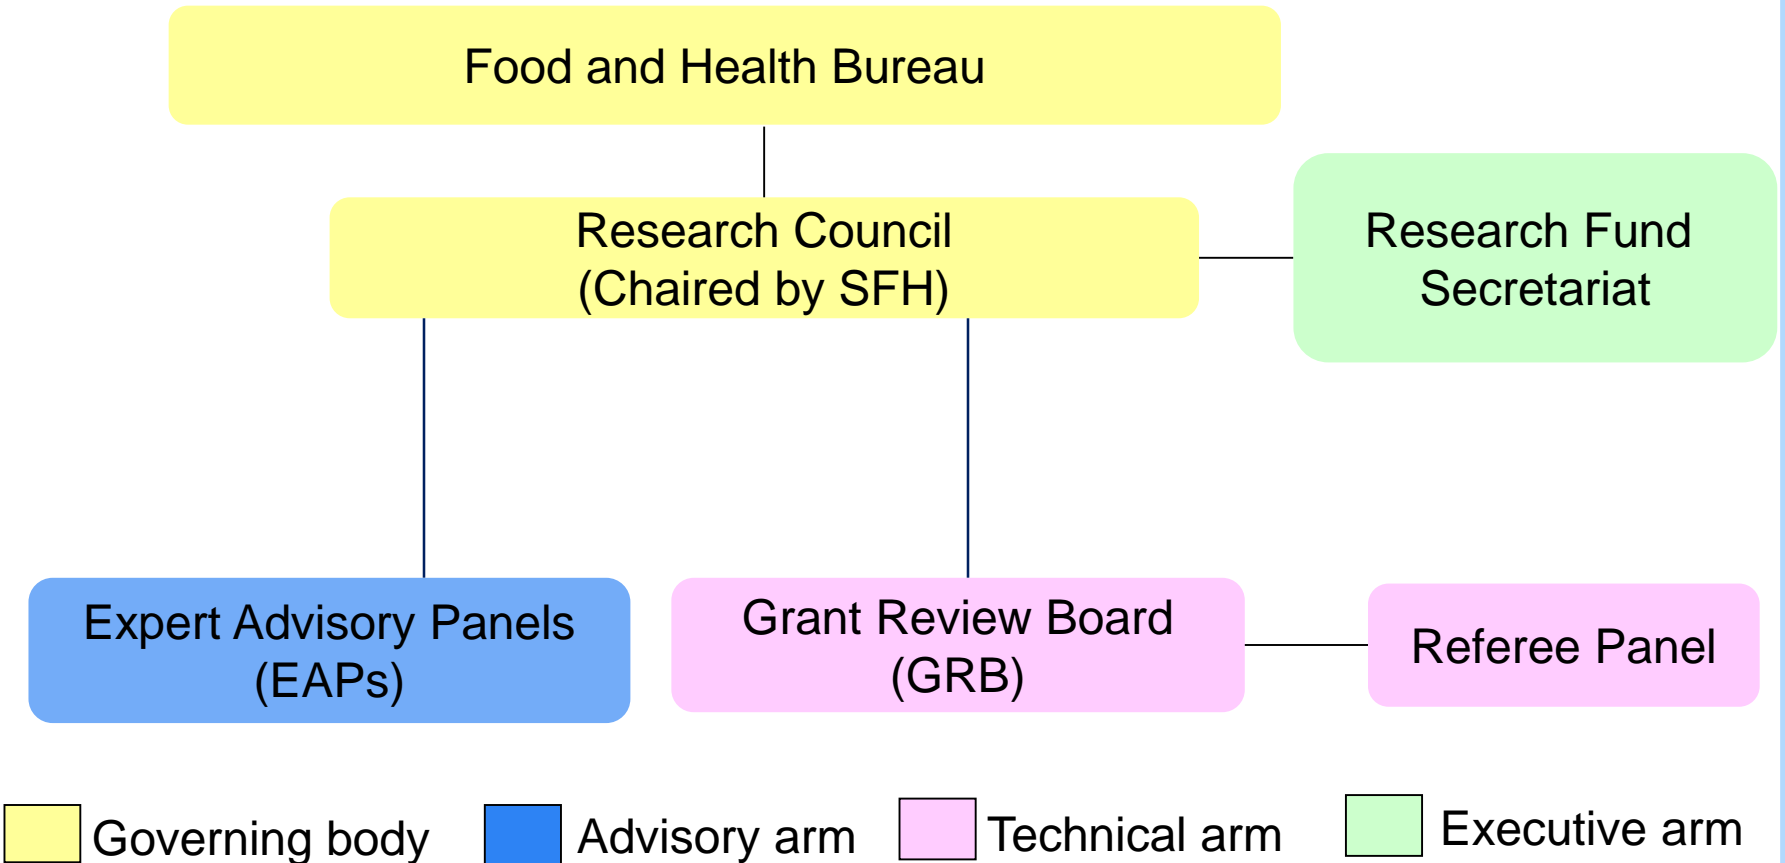 Food and Health Bureau
Research Council
(Chaired by SFH)
Research Fund
Secretariat
Expert Advisory Panels
(EAPs)
Grant Review Board
(GRB)
Referee Panel
Governing body
Advisory arm
Technical arm
Executive arm